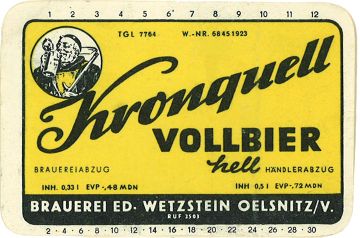 1 2 3 4 5 6 7 8 9 10 11 12
TGL 7764 W.-NR. 68451923
Kronquell
VOLLBIER
hell
BRAUEREIABZUG HÄNDLERABZUG
INH. 0,33 l EVP -,48 MDN INH. 0,5 l EVP -,72 MDN
BRAUEREI ED. WETZSTEIN OELSNITZ/V.
RUF 2503
2 4 6 8 10 12 14 16 18 20 22 24 26 28 30